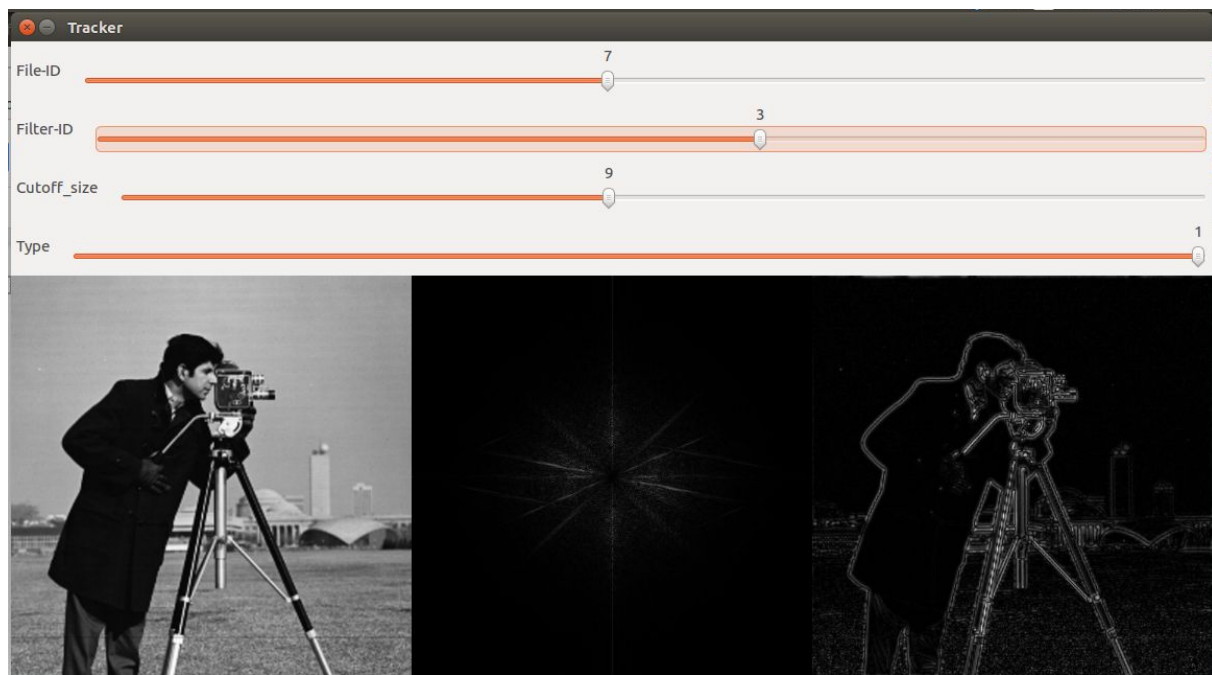 Tracker
File-ID
7
Filter-ID
3
Cutoff_size
9
Type
1